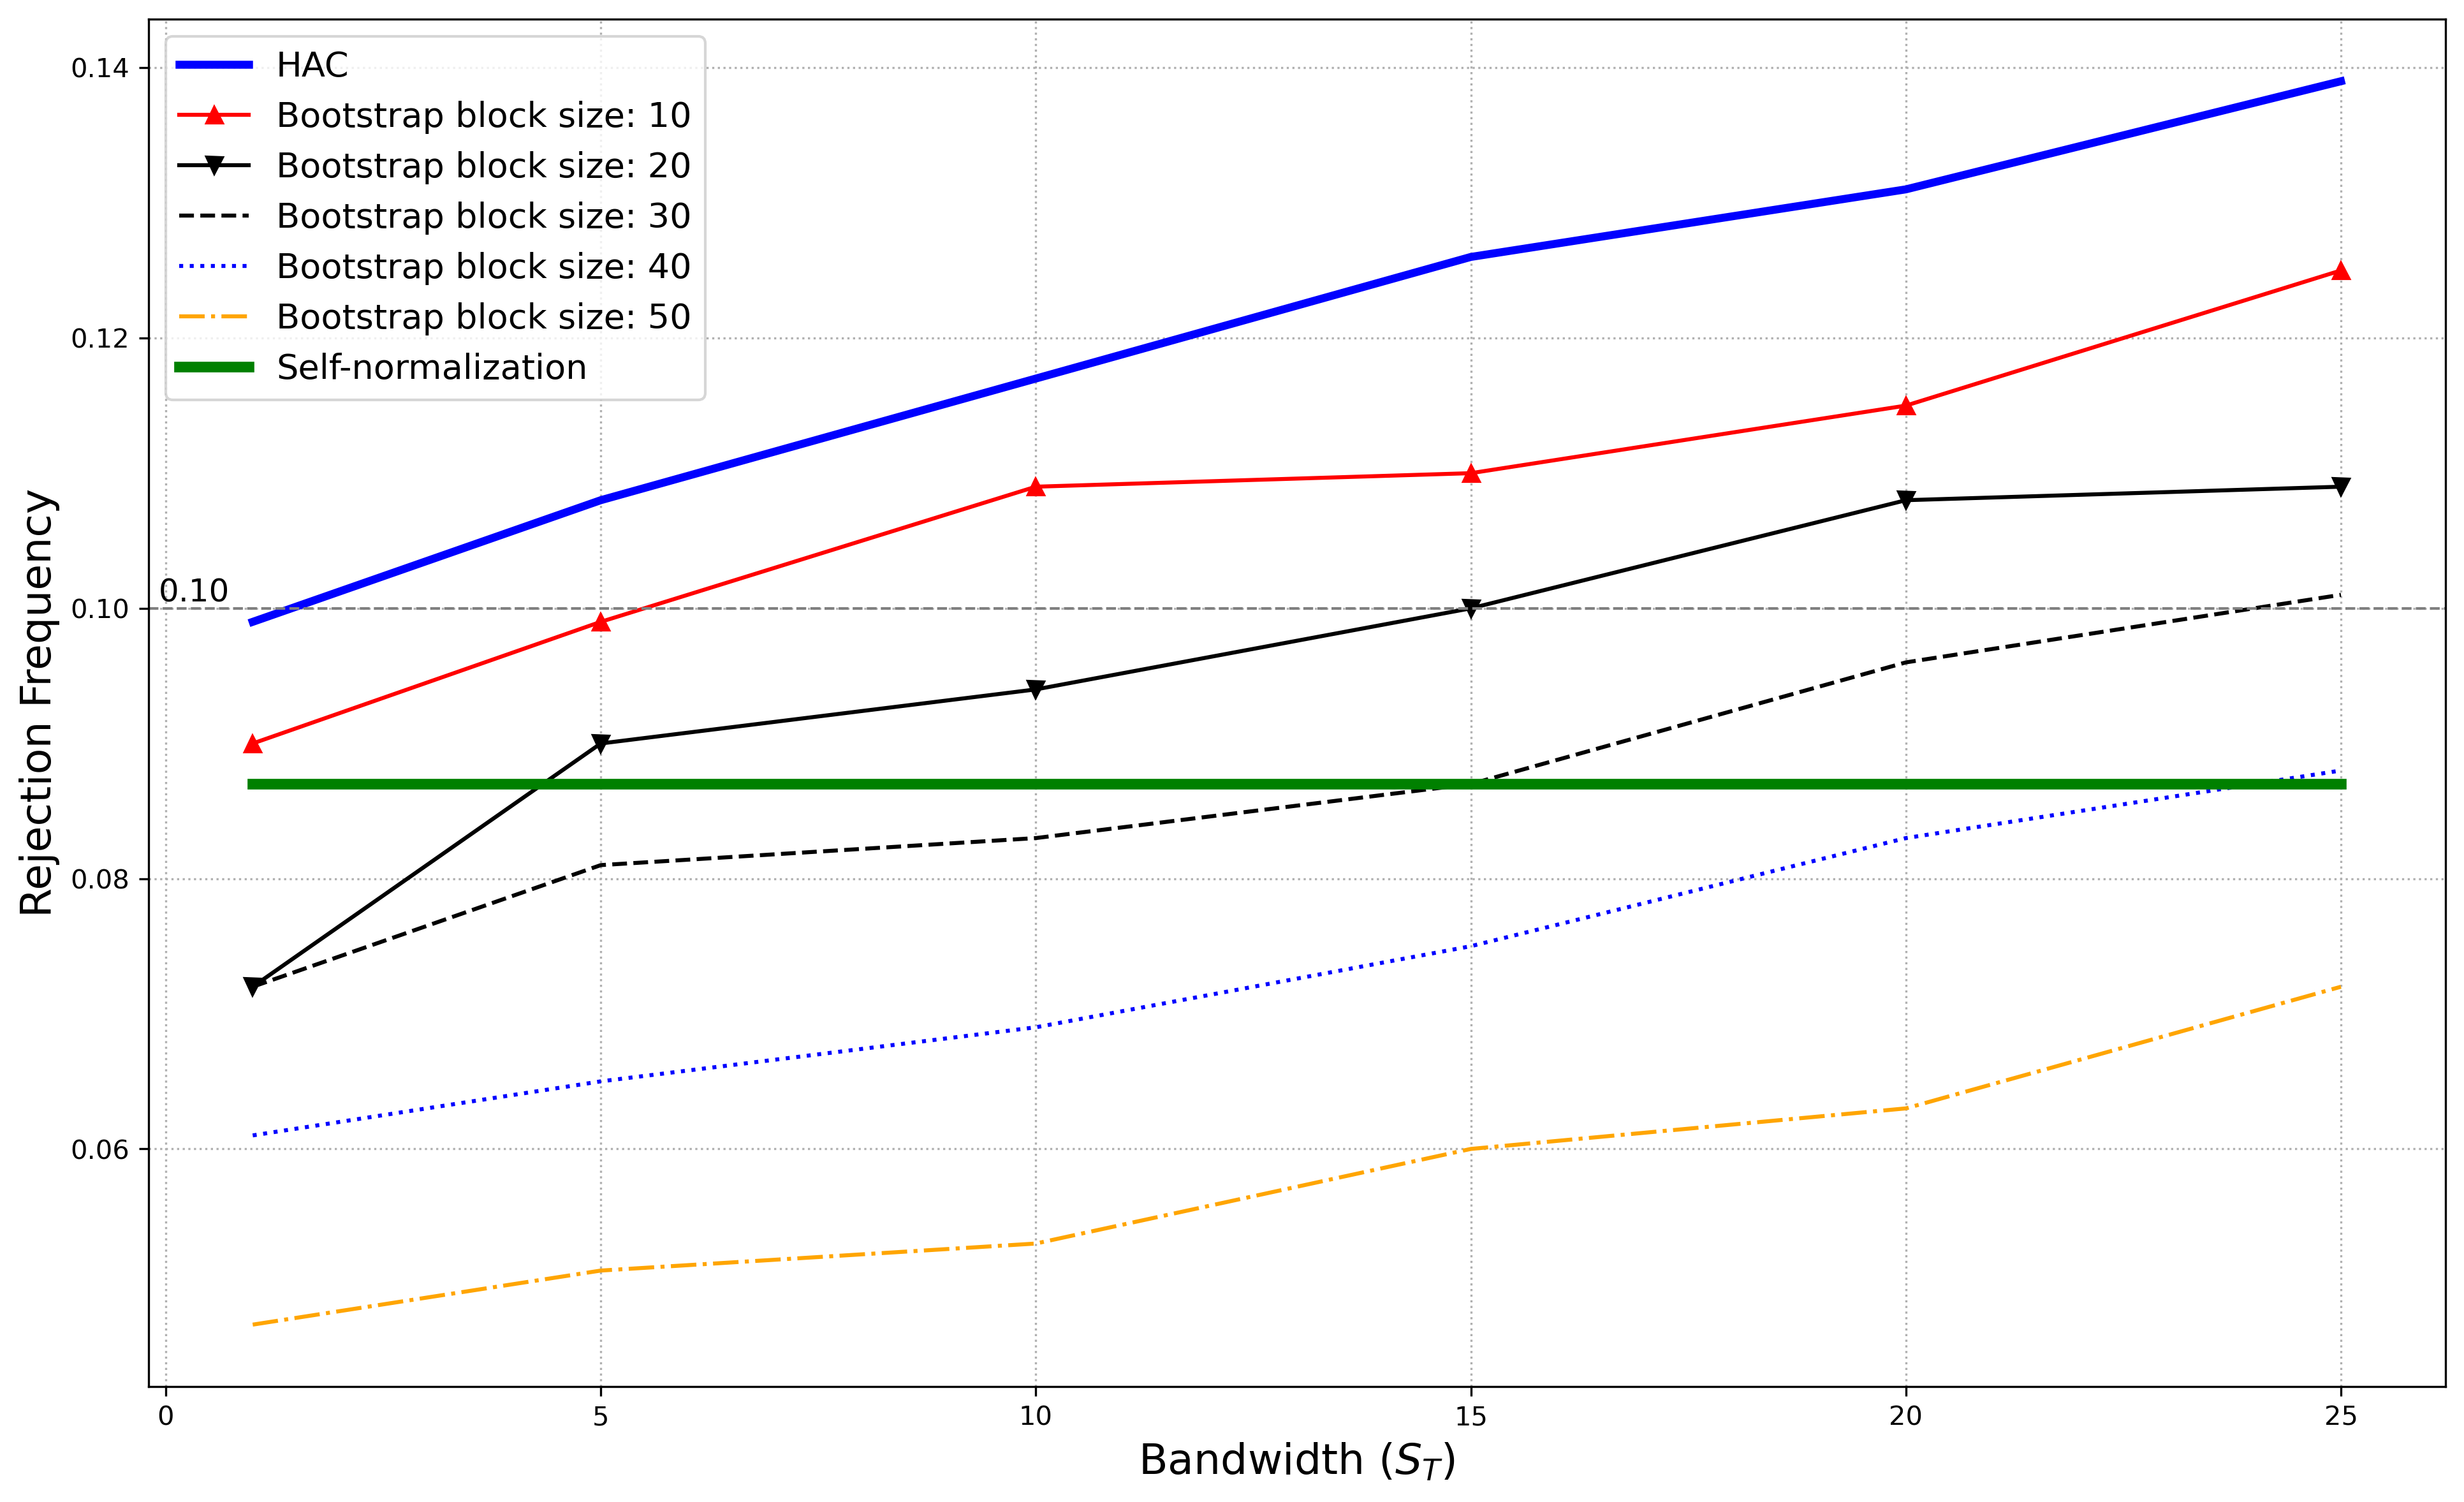 HAC
Bootstrap block size: 10
Bootstrap block size: 20
Bootstrap block size: 30
Bootstrap block size: 40
Bootstrap block size: 50
Self-normalization
0.14
0.12
0.10
0.10
0.08
0.06
Rejection Frequency
0 5 10 15 20 25
Bandwidth (S_T)